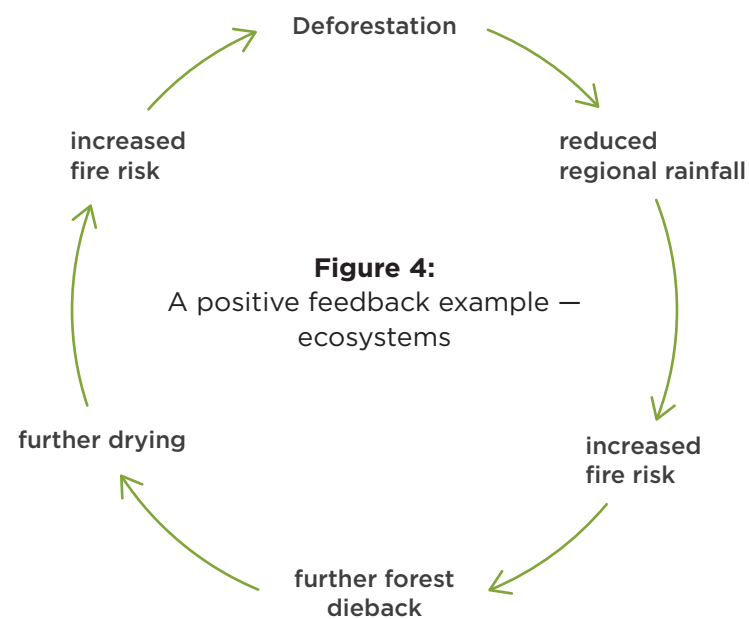 Deforestation
reduced
regional rainfall
increased
fire risk
further forest
dieback
further drying
increased
fire risk
Figure 4:
A positive feedback example —
ecosystems